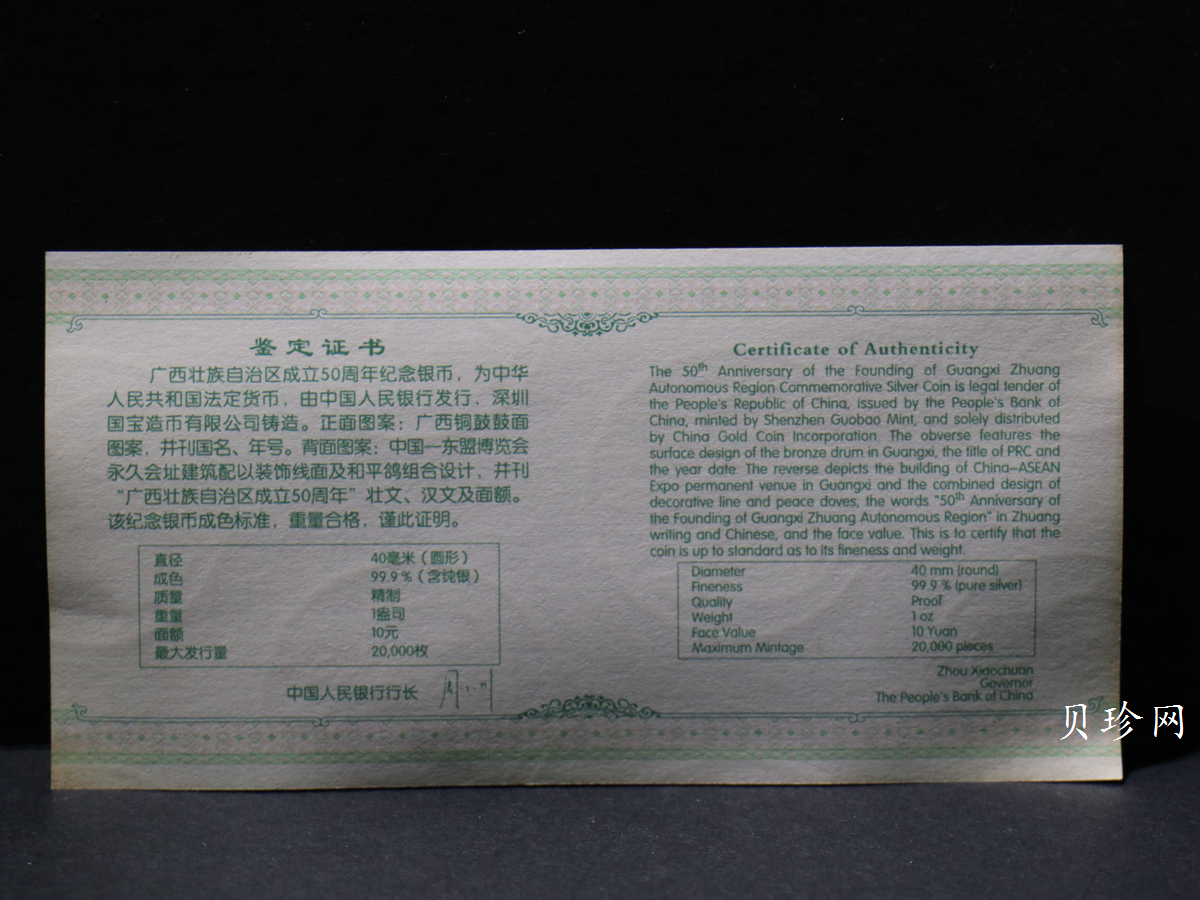 鉴定证书
广西壮族自治区成立50周年纪念银币，为中华
人民共和国法定货币，由中国人民银行发行、深圳
国宝造币有限公司铸造。正面图案：广西铜鼓鼓面
图案，并刊国名、年号。背面图案：中国—东盟博览会
永久会址建筑配以装饰线面及和平鸽组合设计，并刊
“广西壮族自治区成立50周年”壮文、汉文及面额。
该纪念银币成色标准，重量合格，谨此证明。
直径 40毫米（圆形）
成色 99.9％（含纯银）
质量 精制
重量 1盎司
面额 10元
最大发行量 20,000枚
中国人民银行行长
Certificate of Authenticity
The 50th Anniversary of the Founding of Guangxi Zhuang
Autonomous Region Commemorative Silver Coin is legal tender of
the People's Republic of China, issued by the People's Bank of
China, minted by Shenzhen Guobao Mint, and solely distributed
by China Gold Coin Incorporation. The obverse features the
surface design of the bronze drum in Guangxi, the title of PRC and
the year date. The reverse depicts the building of China–ASEAN
Expo permanent venue in Guangxi and the combined design of
decorative line and peace doves, the words "50th Anniversary of
the Founding of Guangxi Zhuang Autonomous Region" in Zhuang
writing and Chinese, and the face value. This is to certify that the
coin is up to standard as to its fineness and weight.
Diameter 40 mm (round)
Fineness 99.9 % (pure silver)
Quality Proof
Weight 1 oz
Face Value 10 Yuan
Maximum Mintage 20,000 pieces
Zhou Xiaochuan
Governor
The People's Bank of China
贝珍网